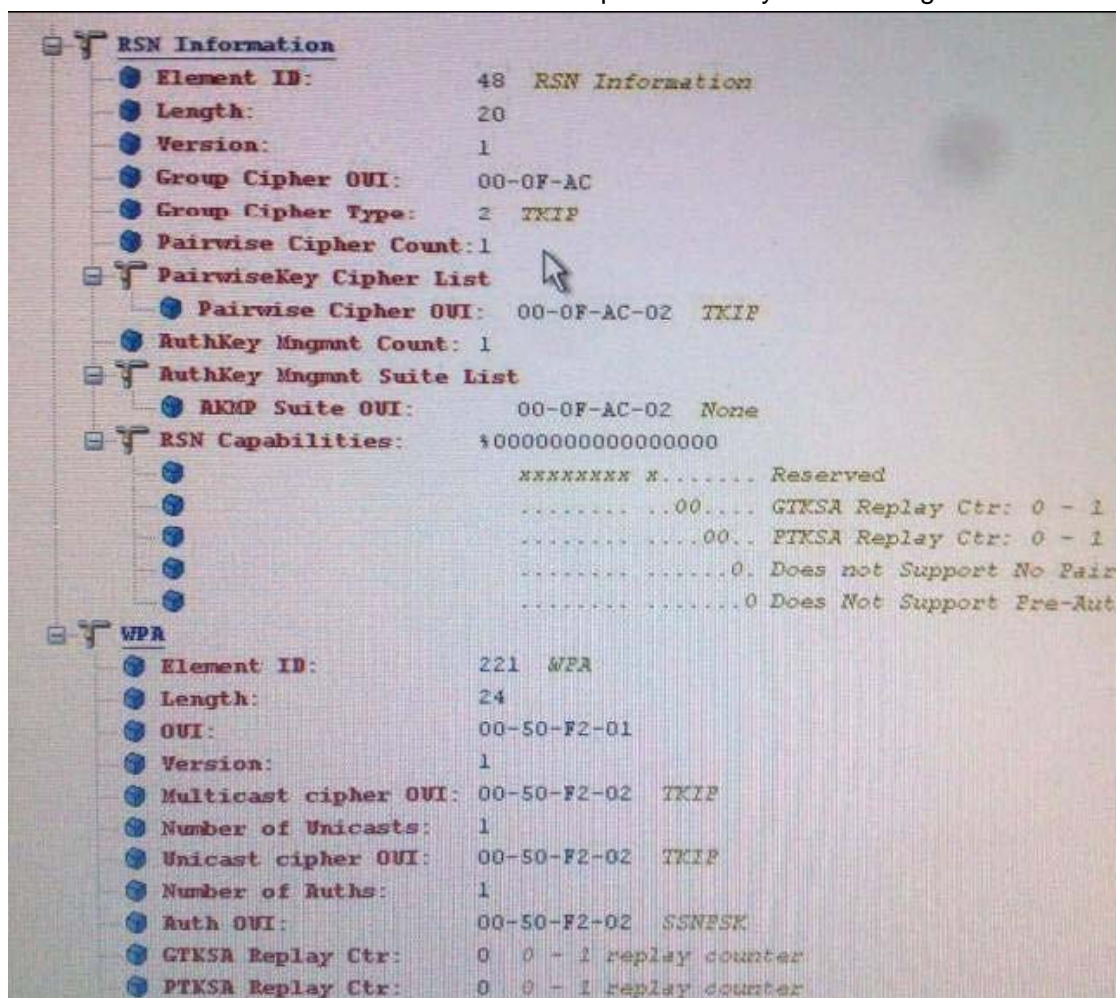 RSN Information
Element ID: 48 RSN Information
Length: 20
Version: 1
Group Cipher OUI: 00-0F-AC
Group Cipher Type: 2 TKIP
Pairwise Cipher Count:1
PairwiseKey Cipher List
Pairwise Cipher OUI: 00-0F-AC-02 TKIP
AuthKey Mngmnt Count: 1
AuthKey Mngmnt Suite List
AKMP Suite OUI: 00-0F-AC-02 None
RSN Capabilities: %0000000000000000
xxxxxxxx x....... Reserved
........ ..00.... GTKSA Replay Ctr: 0 - 1
........ ....00.. PTKSA Replay Ctr: 0 - 1
........ ......0. Does not Support No Pair
........ .......0 Does Not Support Pre-Aut
WPA
Element ID: 221 WPA
Length: 24
OUI: 00-50-F2-01
Version: 1
Multicast cipher OUI: 00-50-F2-02 TKIP
Number of Unicasts: 1
Unicast cipher OUI: 00-50-F2-02 TKIP
Number of Auths: 1
Auth OUI: 00-50-F2-02 SSNPSK
GTKSA Replay Ctr: 0 0 - 1 replay counter
PTKSA Replay Ctr: 0 0 - 1 replay counter